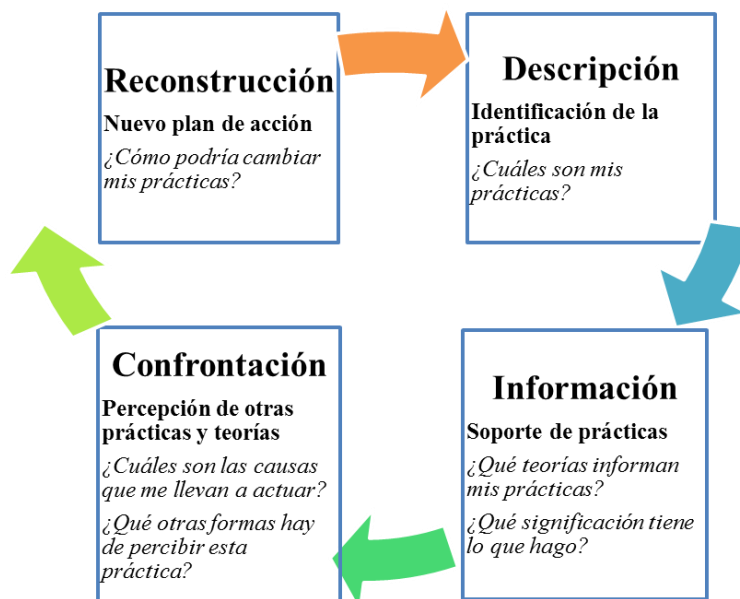 Reconstrucción
Nuevo plan de acción
¿Cómo podría cambiar
mis prácticas?
Descripción
Identificación de la
práctica
¿Cuáles son mis
prácticas?
Confrontación
Percepción de otras
prácticas y teorías
¿Cuáles son las causas
que me llevan a actuar?
¿Qué otras formas hay
de percibir esta
práctica?
Información
Soporte de prácticas
¿Qué teorías informan
mis prácticas?
¿Qué significación tiene
lo que hago?